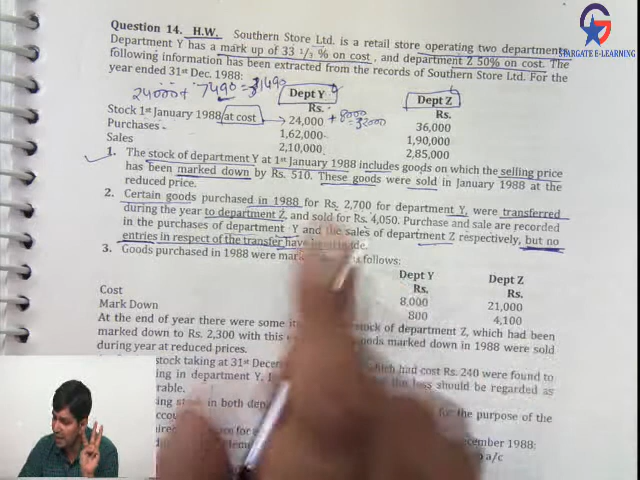 STARGATE E-LEARNING
Question 14. H.W. Southern Store Ltd. is a retail store operating two departments.
Department Y has a mark up of 33 1/3 % on cost, and department Z 50% on cost. The
following information has been extracted from the records of Southern Store Ltd. For the
year ended 31st Dec. 1988:
24000 + 7490 = 31490
Dept Y Dept Z
Rs. Rs.
Stock 1st January 1988 at cost 24,000 + 8000 = 32000 36,000
Purchases 1,62,000 1,90,000
Sales 2,10,000 2,85,000
1. The stock of department Y at 1st January 1988 includes goods on which the selling price
has been marked down by Rs. 510. These goods were sold in January 1988 at the
reduced price.
2. Certain goods purchased in 1988 for Rs. 2,700 for department Y, were transferred
during the year to department Z, and sold for Rs. 4,050. Purchase and sale are recorded
in the purchases of department Y and the sales of department Z respectively, but no
entries in respect of the transfer have
3. Goods purchased in 1988 were follows:
Dept Y Dept Z
Rs. Rs.
Cost 8,000 21,000
Mark Down 800 4,100
At the end of year there were some stock of department Z, which had been
marked down to Rs. 2,300 with this goods marked down in 1988 were sold
during year at reduced prices.
stock taking at 31st which had cost Rs. 240 were found to
in department Y, the loss should be regarded as
stock in both for the purpose of the
1988:
a/c